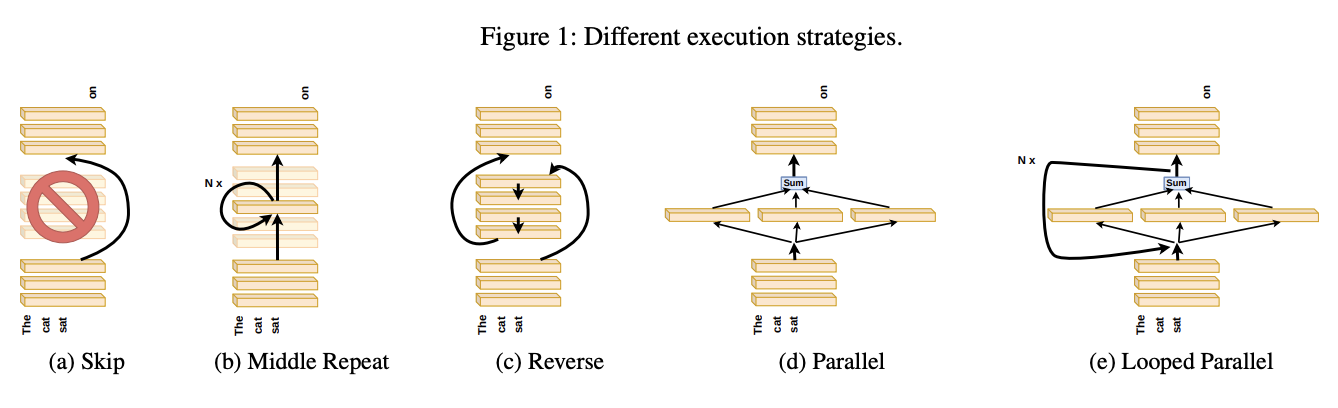 Figure 1: Different execution strategies.
on
on
on
on
on
N x
N x
Sum
Sum
The cat sat
The cat sat
The cat sat
The cat sat
The cat sat
(a) Skip
(b) Middle Repeat
(c) Reverse
(d) Parallel
(e) Looped Parallel